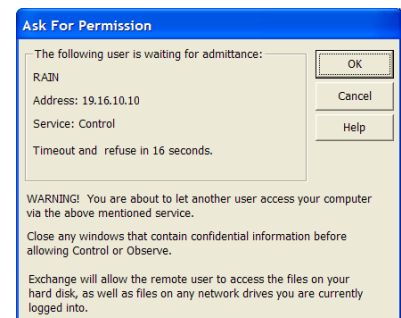 Ask For Permission
The following user is waiting for admittance:
RAIN
Address: 19.16.10.10
Service: Control
Timeout and  refuse in 16 seconds.
OK
Cancel
Help
WARNING!  You are about to let another user access your computer
via the above mentioned service.
Close any windows that contain confidential information before
allowing Control or Observe.
Exchange will allow the remote user to access the files on your
hard disk, as well as files on any network drives you are currently
logged into.